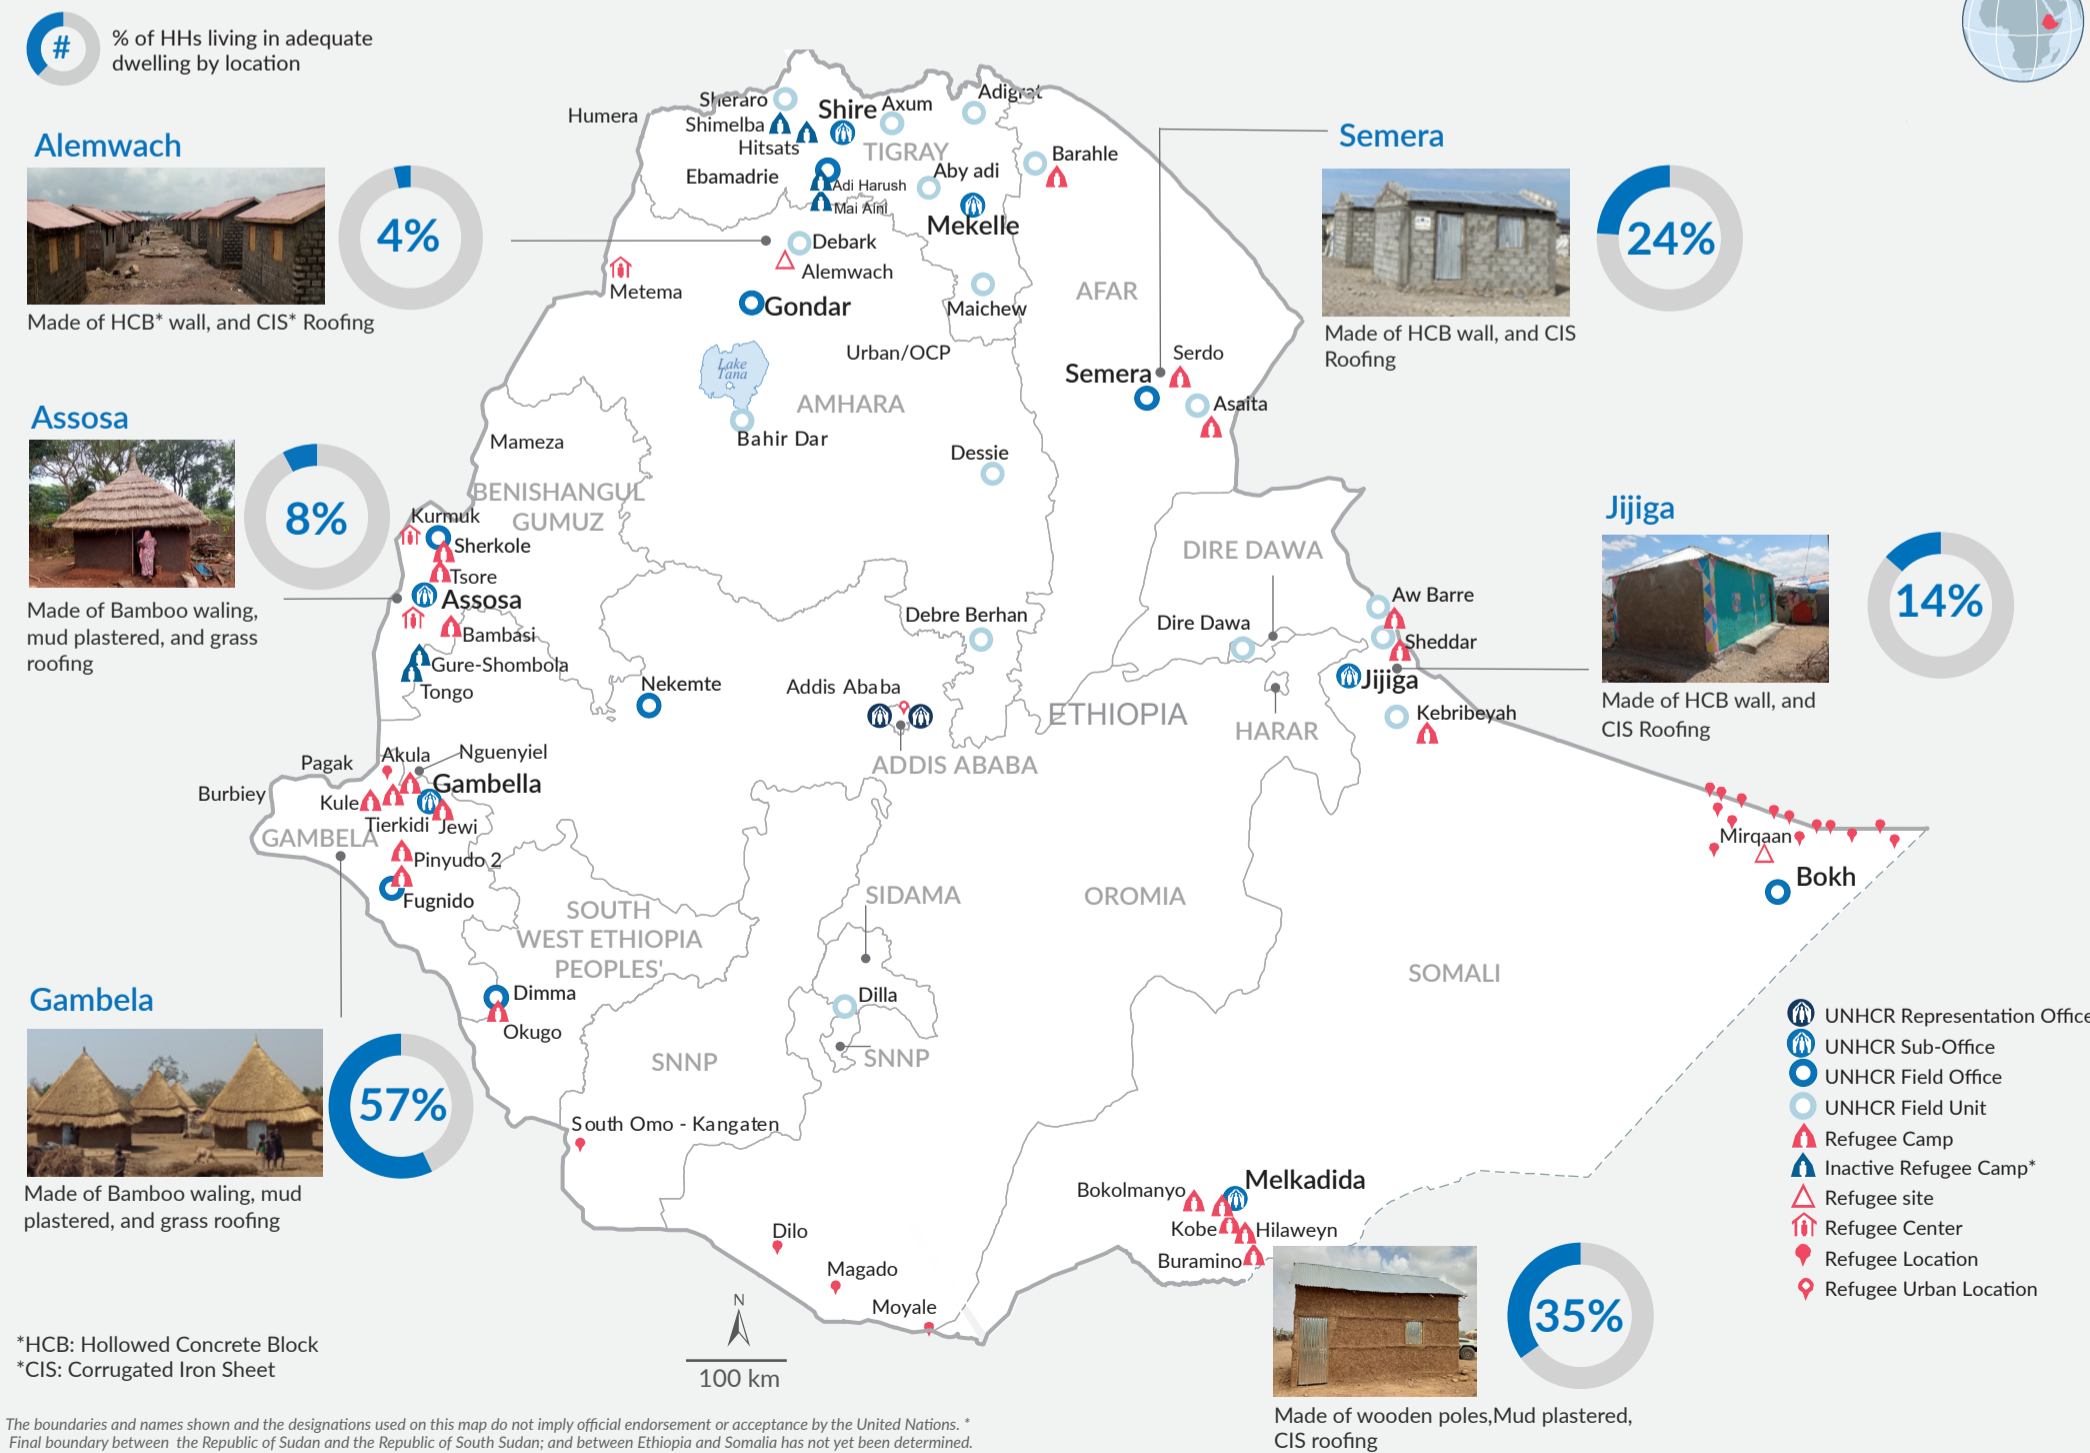 #
% of HHs living in adequate
dwelling by location
Alemwach
4%
Made of HCB* wall, and CIS* Roofing
Assosa
8%
Made of Bamboo waling,
mud plastered, and grass
roofing
Gambela
57%
Made of Bamboo waling, mud
plastered, and grass roofing
*HCB: Hollowed Concrete Block
*CIS: Corrugated Iron Sheet
Semera
24%
Made of HCB wall, and CIS
Roofing
Jijiga
14%
Made of HCB wall, and
CIS Roofing
35%
Made of wooden poles,Mud plastered,
CIS roofing
Humera
Sheraro
Shimelba
Hitsats
Shire
Axum
Adigrat
TIGRAY
Ebamadrie
Adi Harush
Mai Aini
Aby adi
Barahle
Mekelle
Debark
Alemwach
Metema
Gondar
Maichew
AFAR
Urban/OCP
Lake
Tana
AMHARA
Bahir Dar
Semera
Serdo
Asaita
Dessie
Mameza
BENISHANGUL
GUMUZ
Kurmuk
Sherkole
Tsore
Assosa
Bambasi
Gure-Shombola
Tongo
Nekemte
Debre Berhan
Addis Ababa
ADDIS ABABA
ETHIOPIA
DIRE DAWA
Dire Dawa
HARAR
Aw Barre
Sheddar
Jijiga
Kebribeyah
Pagak
Akula
Nguenyiel
Burbiey
Kule
Gambella
Tierkidi
Jewi
GAMBELA
Pinyudo 2
Fugnido
SOUTH
WEST ETHIOPIA
PEOPLES'
SIDAMA
OROMIA
SOMALI
Mirqaan
Bokh
Dimma
Okugo
Dilla
SNNP
SNNP
South Omo - Kangaten
Dilo
Magado
Moyale
Bokolmanyo
Melkadida
Kobe
Hilaweyn
Buramino
UNHCR Representation Office
UNHCR Sub-Office
UNHCR Field Office
UNHCR Field Unit
Refugee Camp
Inactive Refugee Camp*
Refugee site
Refugee Center
Refugee Location
Refugee Urban Location
N
100 km
The boundaries and names shown and the designations used on this map do not imply official endorsement or acceptance by the United Nations. *
Final boundary between the Republic of Sudan and the Republic of South Sudan; and between Ethiopia and Somalia has not yet been determined.